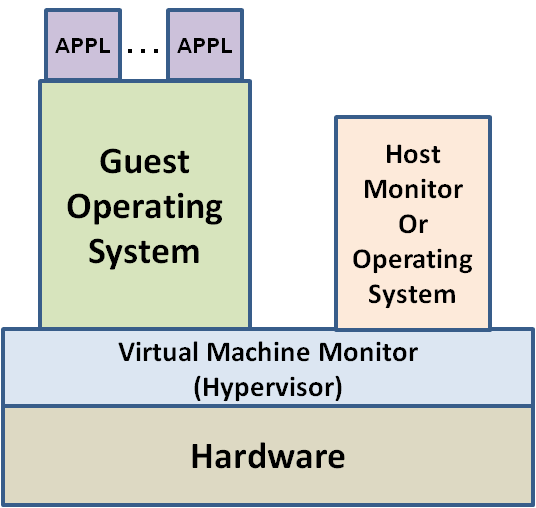 APPL ... APPL
Guest
Operating
System
Host
Monitor
Or
Operating
System
Virtual Machine Monitor
(Hypervisor)
Hardware